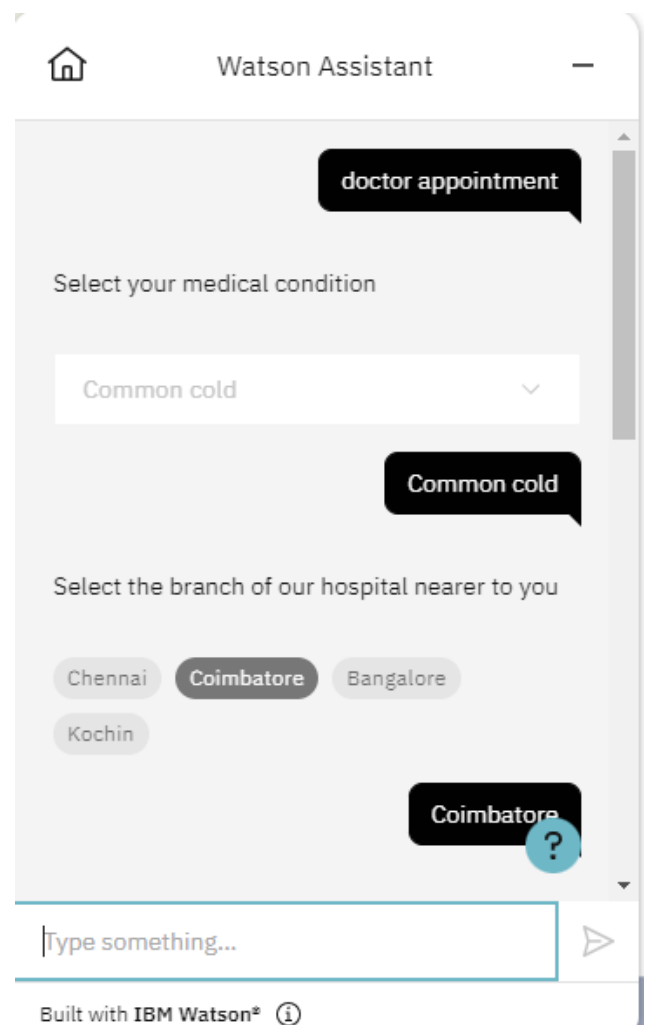 Watson Assistant
doctor appointment
Select your medical condition
Common cold
Common cold
Select the branch of our hospital nearer to you
Chennai Coimbatore Bangalore
Kochin
Coimbatore
?
Type something...
Built with IBM Watson®